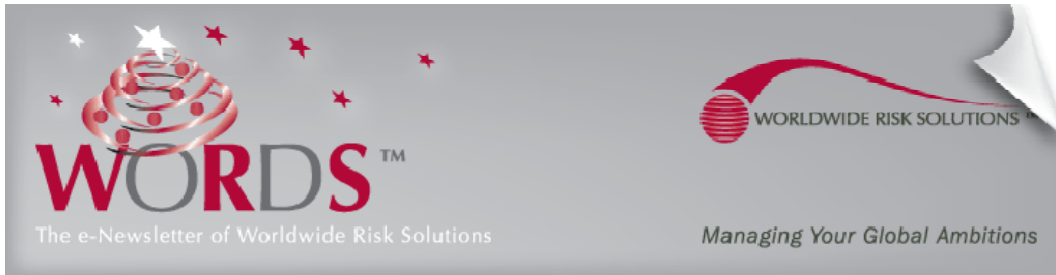 WORDS™
The e-Newsletter of Worldwide Risk Solutions
WORLDWIDE RISK SOLUTIONS™
Managing Your Global Ambitions